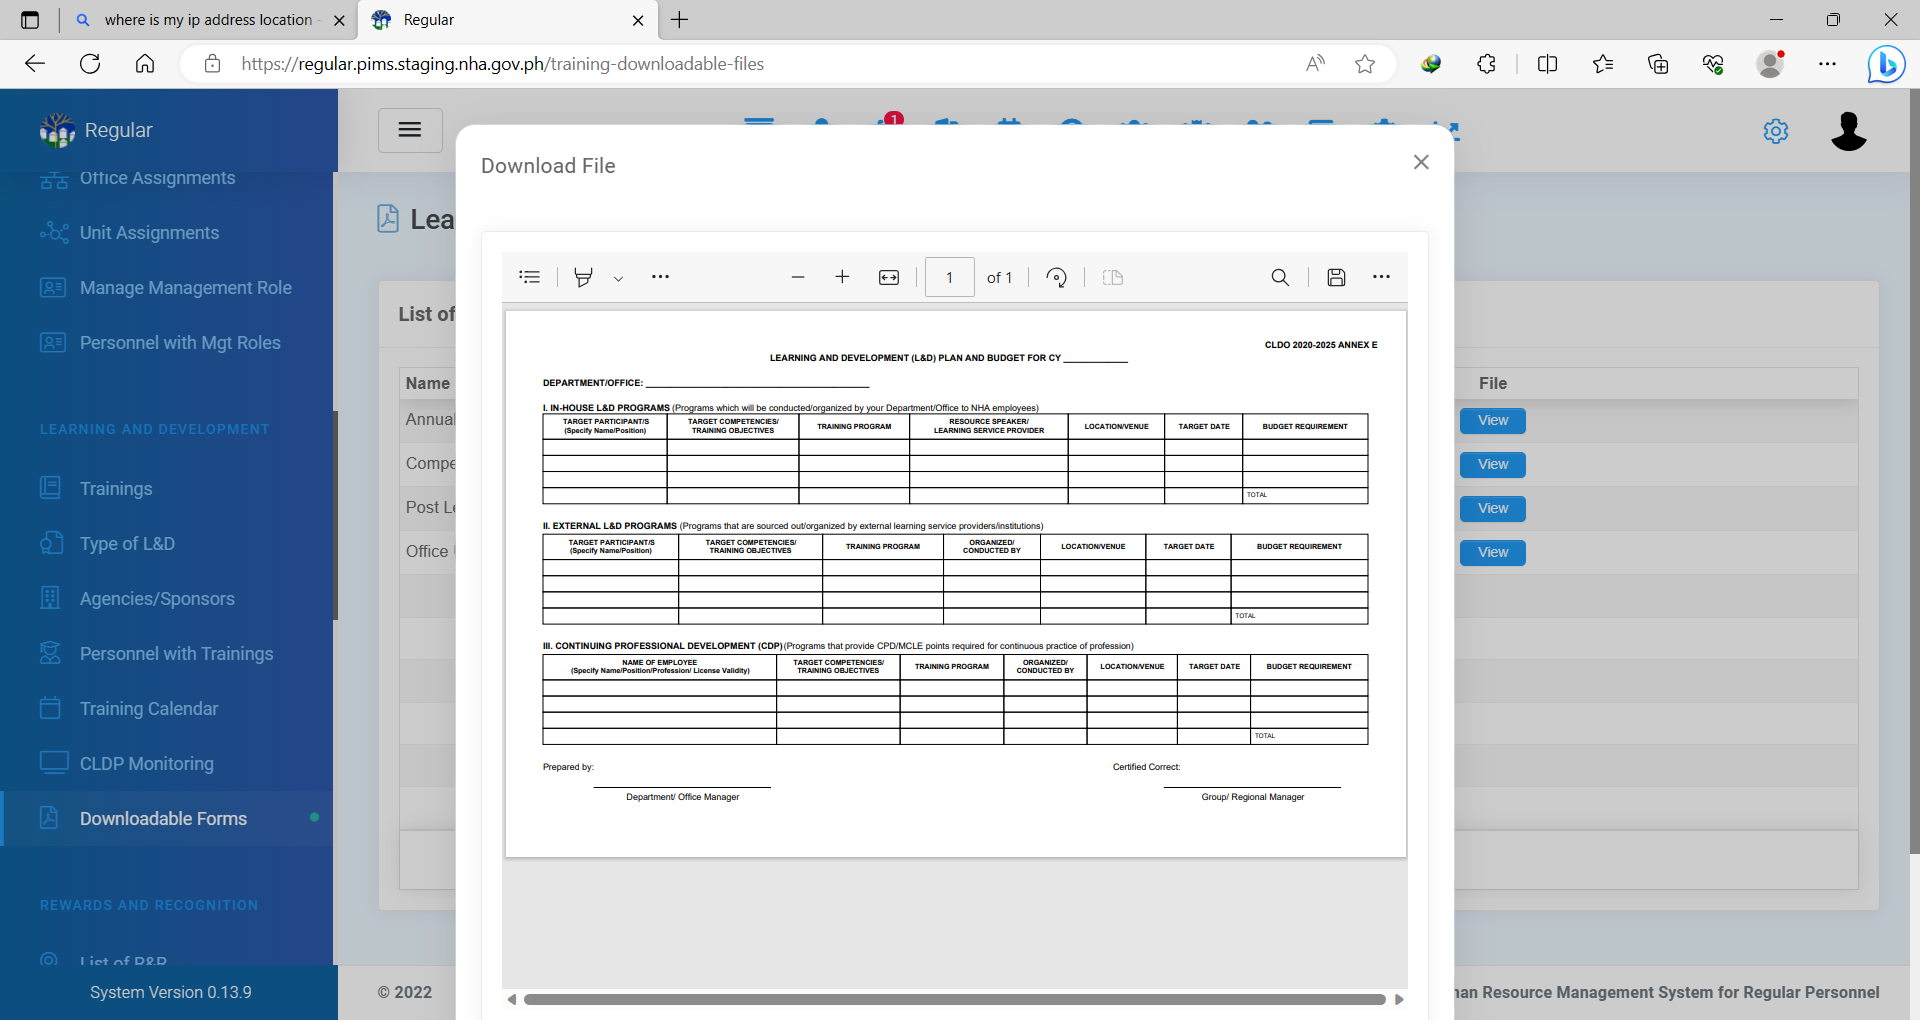 where is my ip address location
Regular
https://regular.pims.staging.nha.gov.ph/training-downloadable-files
Regular
1
Office Assignments
Unit Assignments
Manage Management Role
Personnel with Mgt Roles
LEARNING AND DEVELOPMENT
Trainings
Type of L&D
Agencies/Sponsors
Personnel with Trainings
Training Calendar
CLDP Monitoring
Downloadable Forms
REWARDS AND RECOGNITION
List of R&R
System Version 0.13.9
Lea
List of
Name
File
Annual
View
Compe
View
Post Le
View
Office
View
Download File
1 of 1
CLDO 2020-2025 ANNEX E
LEARNING AND DEVELOPMENT (L&D) PLAN AND BUDGET FOR CY ____________
DEPARTMENT/OFFICE: ____________
I. IN-HOUSE L&D PROGRAMS (Programs which will be conducted/organized by your Department/Office to NHA employees)
TARGET PARTICIPANT/S (Specify Name/Position) TARGET COMPETENCIES/ TRAINING OBJECTIVES TRAINING PROGRAM RESOURCE SPEAKER/ LEARNING SERVICE PROVIDER LOCATION/VENUE TARGET DATE BUDGET REQUIREMENT
TOTAL
II. EXTERNAL L&D PROGRAMS (Programs that are sourced out/organized by external learning service providers/institutions)
TARGET PARTICIPANT/S (Specify Name/Position) TARGET COMPETENCIES/ TRAINING OBJECTIVES TRAINING PROGRAM ORGANIZED/ CONDUCTED BY LOCATION/VENUE TARGET DATE BUDGET REQUIREMENT
TOTAL
III. CONTINUING PROFESSIONAL DEVELOPMENT (CDP)(Programs that provide CPD/MCLE points required for continuous practice of profession)
NAME OF EMPLOYEE (Specify Name/Position/Profession/ License Validity) TARGET COMPETENCIES/ TRAINING OBJECTIVES TRAINING PROGRAM ORGANIZED/ CONDUCTED BY LOCATION/VENUE TARGET DATE BUDGET REQUIREMENT
TOTAL
Prepared by:
Certified Correct:
Department/ Office Manager
Group/ Regional Manager
© 2022
an Resource Management System for Regular Personnel